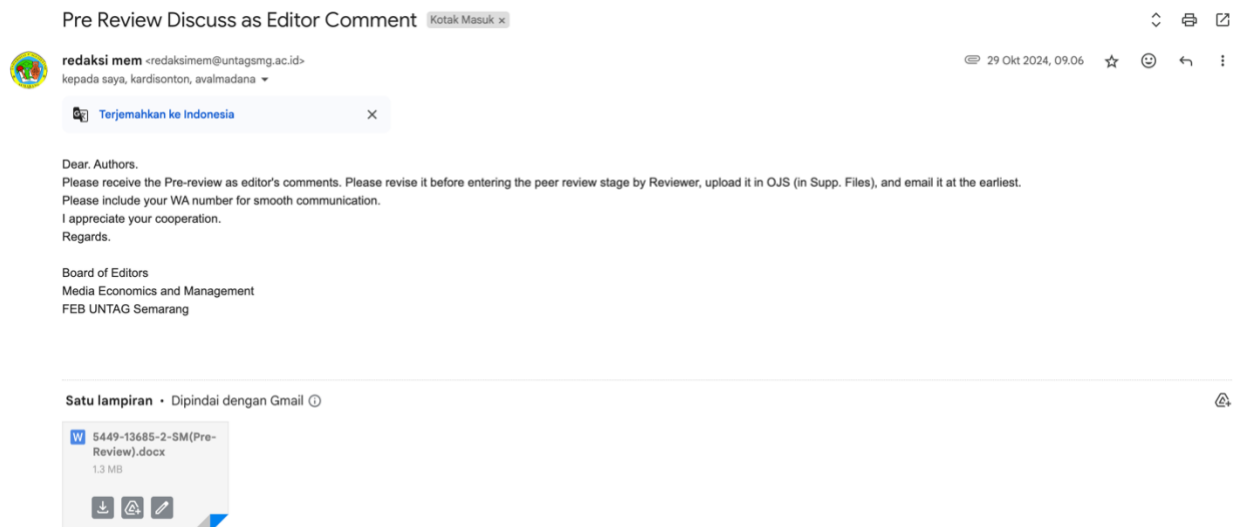 Pre Review Discuss as Editor Comment Kotak Masuk ×
redaksi mem <redaksimem@untagsmg.ac.id>
29 Okt 2024, 09.06
kepada saya, kardisonton, avalmadana
Terjemahkan ke Indonesia ×
Dear. Authors.
Please receive the Pre-review as editor's comments. Please revise it before entering the peer review stage by Reviewer, upload it in OJS (in Supp. Files), and email it at the earliest.
Please include your WA number for smooth communication.
I appreciate your cooperation.
Regards.
Board of Editors
Media Economics and Management
FEB UNTAG Semarang
Satu lampiran • Dipindai dengan Gmail
W 5449-13685-2-SM(Pre-
Review).docx
1.3 MB